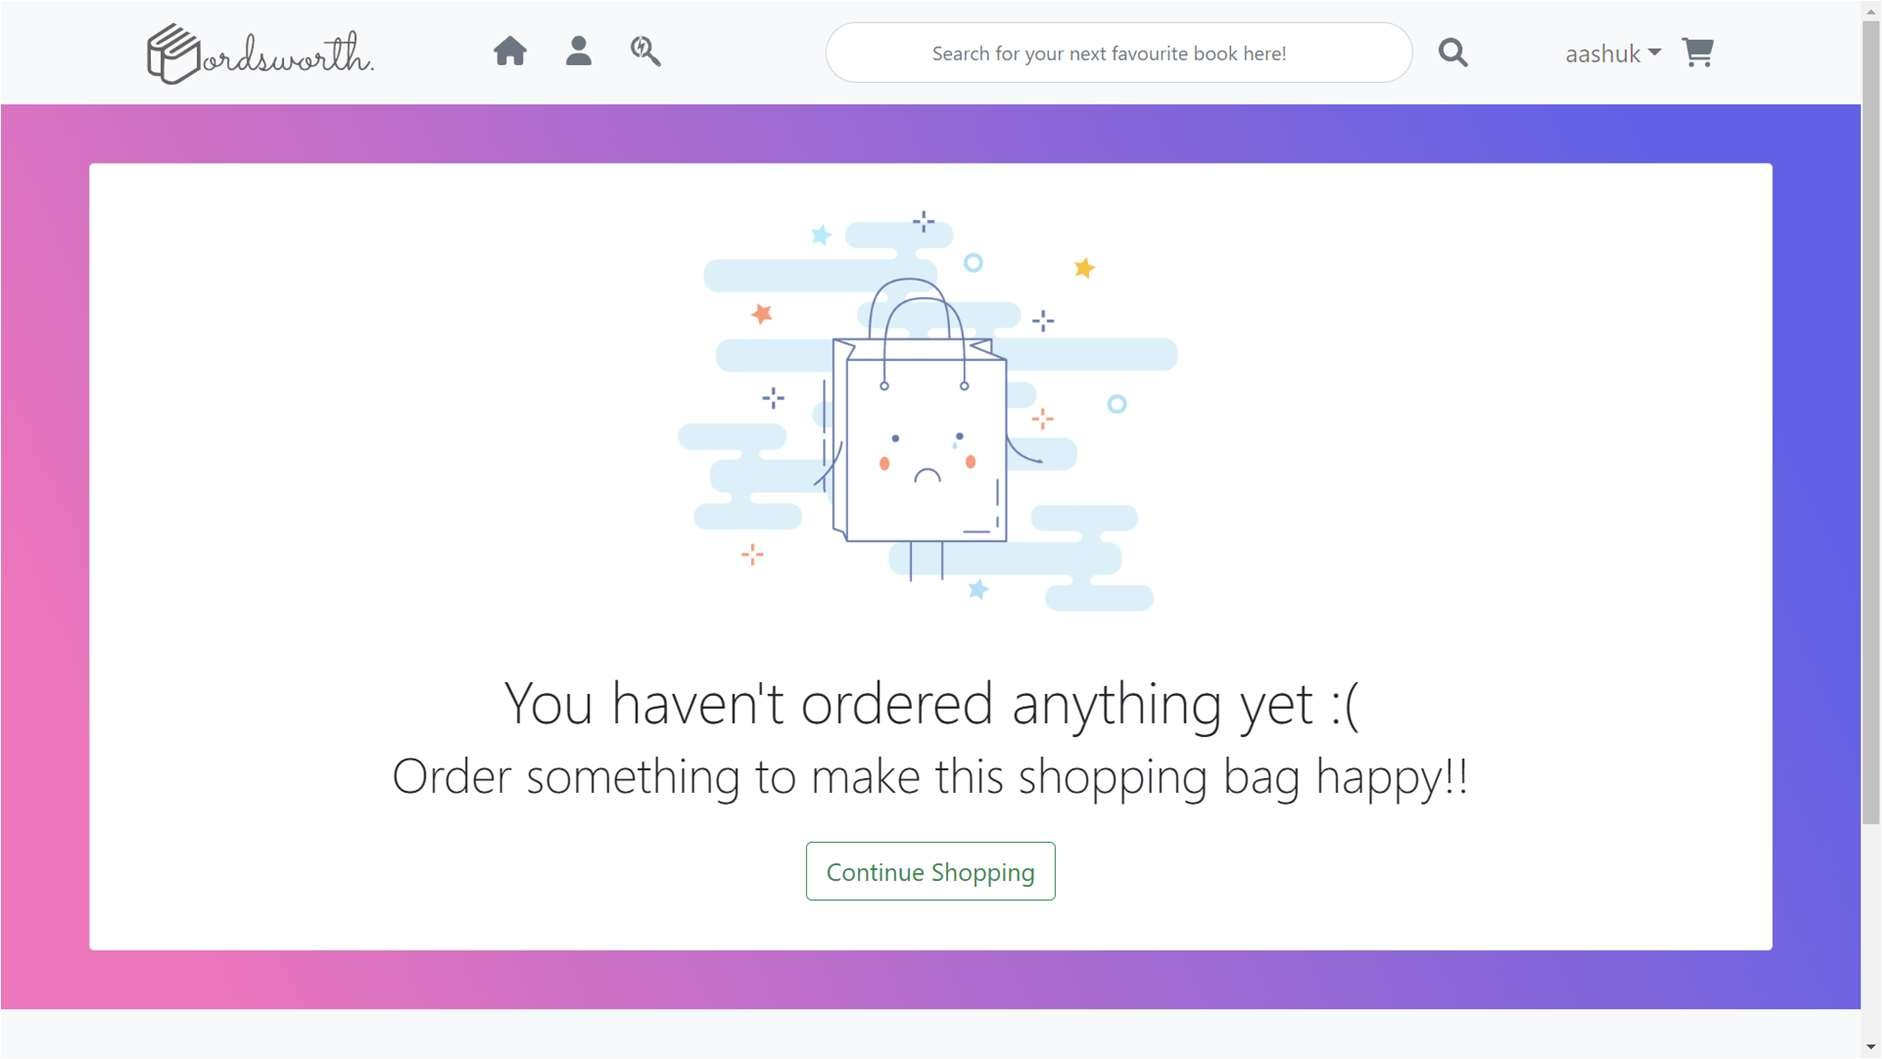 ordsworth.
Search for your next favourite book here!
aashuk
You haven't ordered anything yet :(
Order something to make this shopping bag happy!!
Continue Shopping